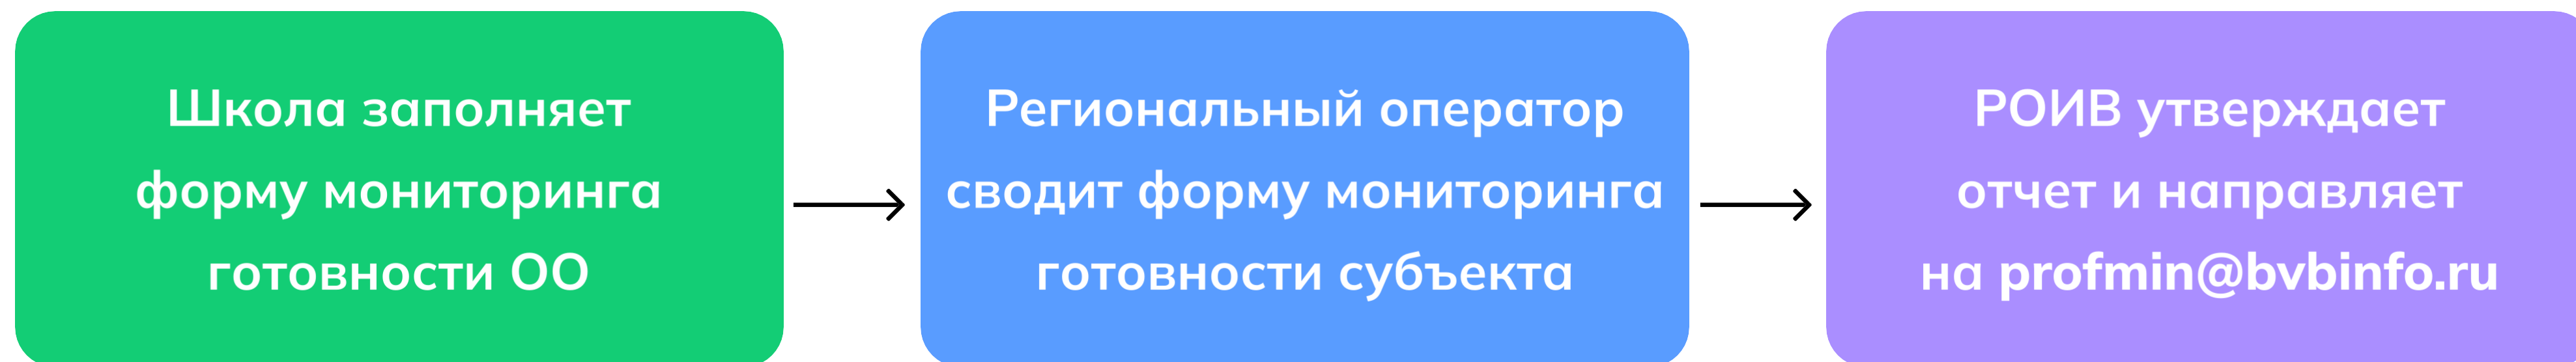 Школа заполняет
форму мониторинга
готовности ОО
Региональный оператор
сводит форму мониторинга
готовности субъекта
РОИВ утверждает
отчет и направляет
на profmin@bvbinfo.ru